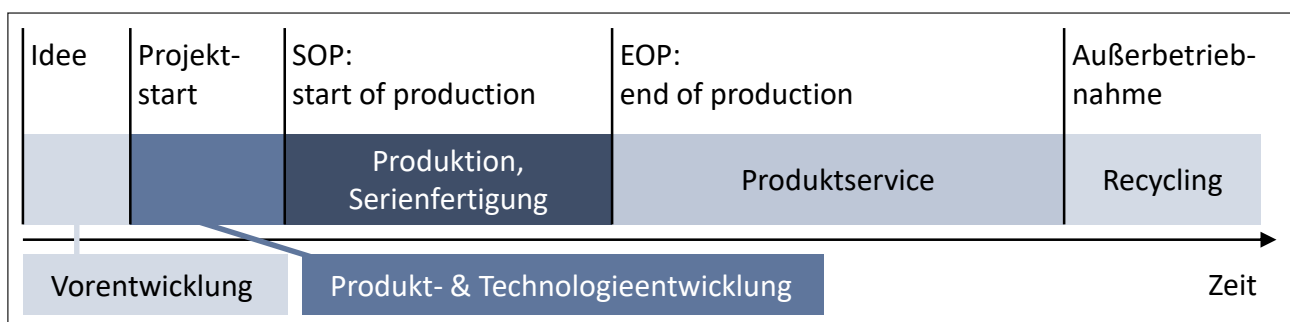 Idee
Projekt-
start
SOP:
start of production
EOP:
end of production
Außerbetrieb-
nahme
Produktion,
Serienfertigung
Produktservice
Recycling
Vorentwicklung
Produkt- & Technologieentwicklung
Zeit